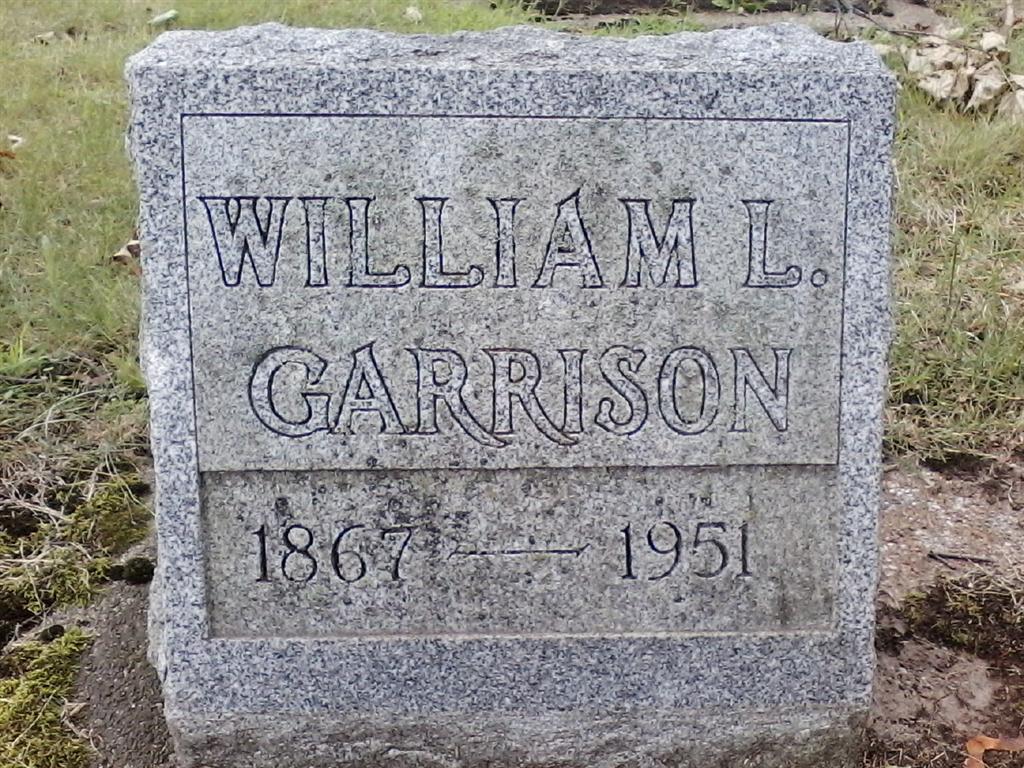 WILLIAM L.
GARRISON
1867 — 1951